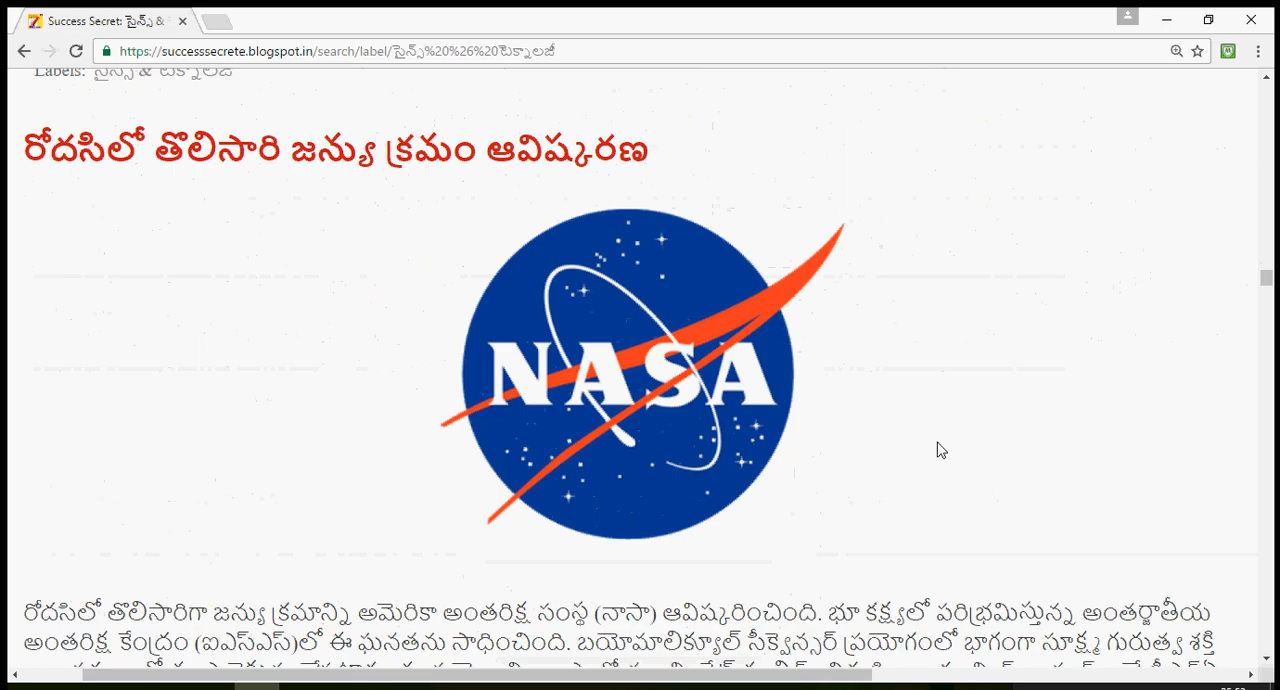 Success Secret: సైన్స్ &
https://successsecrete.blogspot.in/search/label/సైన్స్%20%26%20టెక్నాలజీ
Labels: సైన్స్ & టెక్నాలజీ
రోదసిలో తొలిసారి జన్యు క్రమం ఆవిష్కరణ
NASA
రోదసిలో తొలిసారిగా జన్యు క్రమాన్ని అమెరికా అంతరిక్ష సంస్థ (నాసా) ఆవిష్కరించింది. భూ కక్ష్యలో పరిభ్రమిస్తున్న అంతర్జాతీయ
అంతరిక్ష కేంద్రం (ఐఎస్ఎస్)లో ఈ ఘనతను సాధించింది. బయోమాలిక్యూల్ సీక్వెన్సర్ ప్రయోగంలో భాగంగా సూక్ష్మ గురుత్వ శక్తి